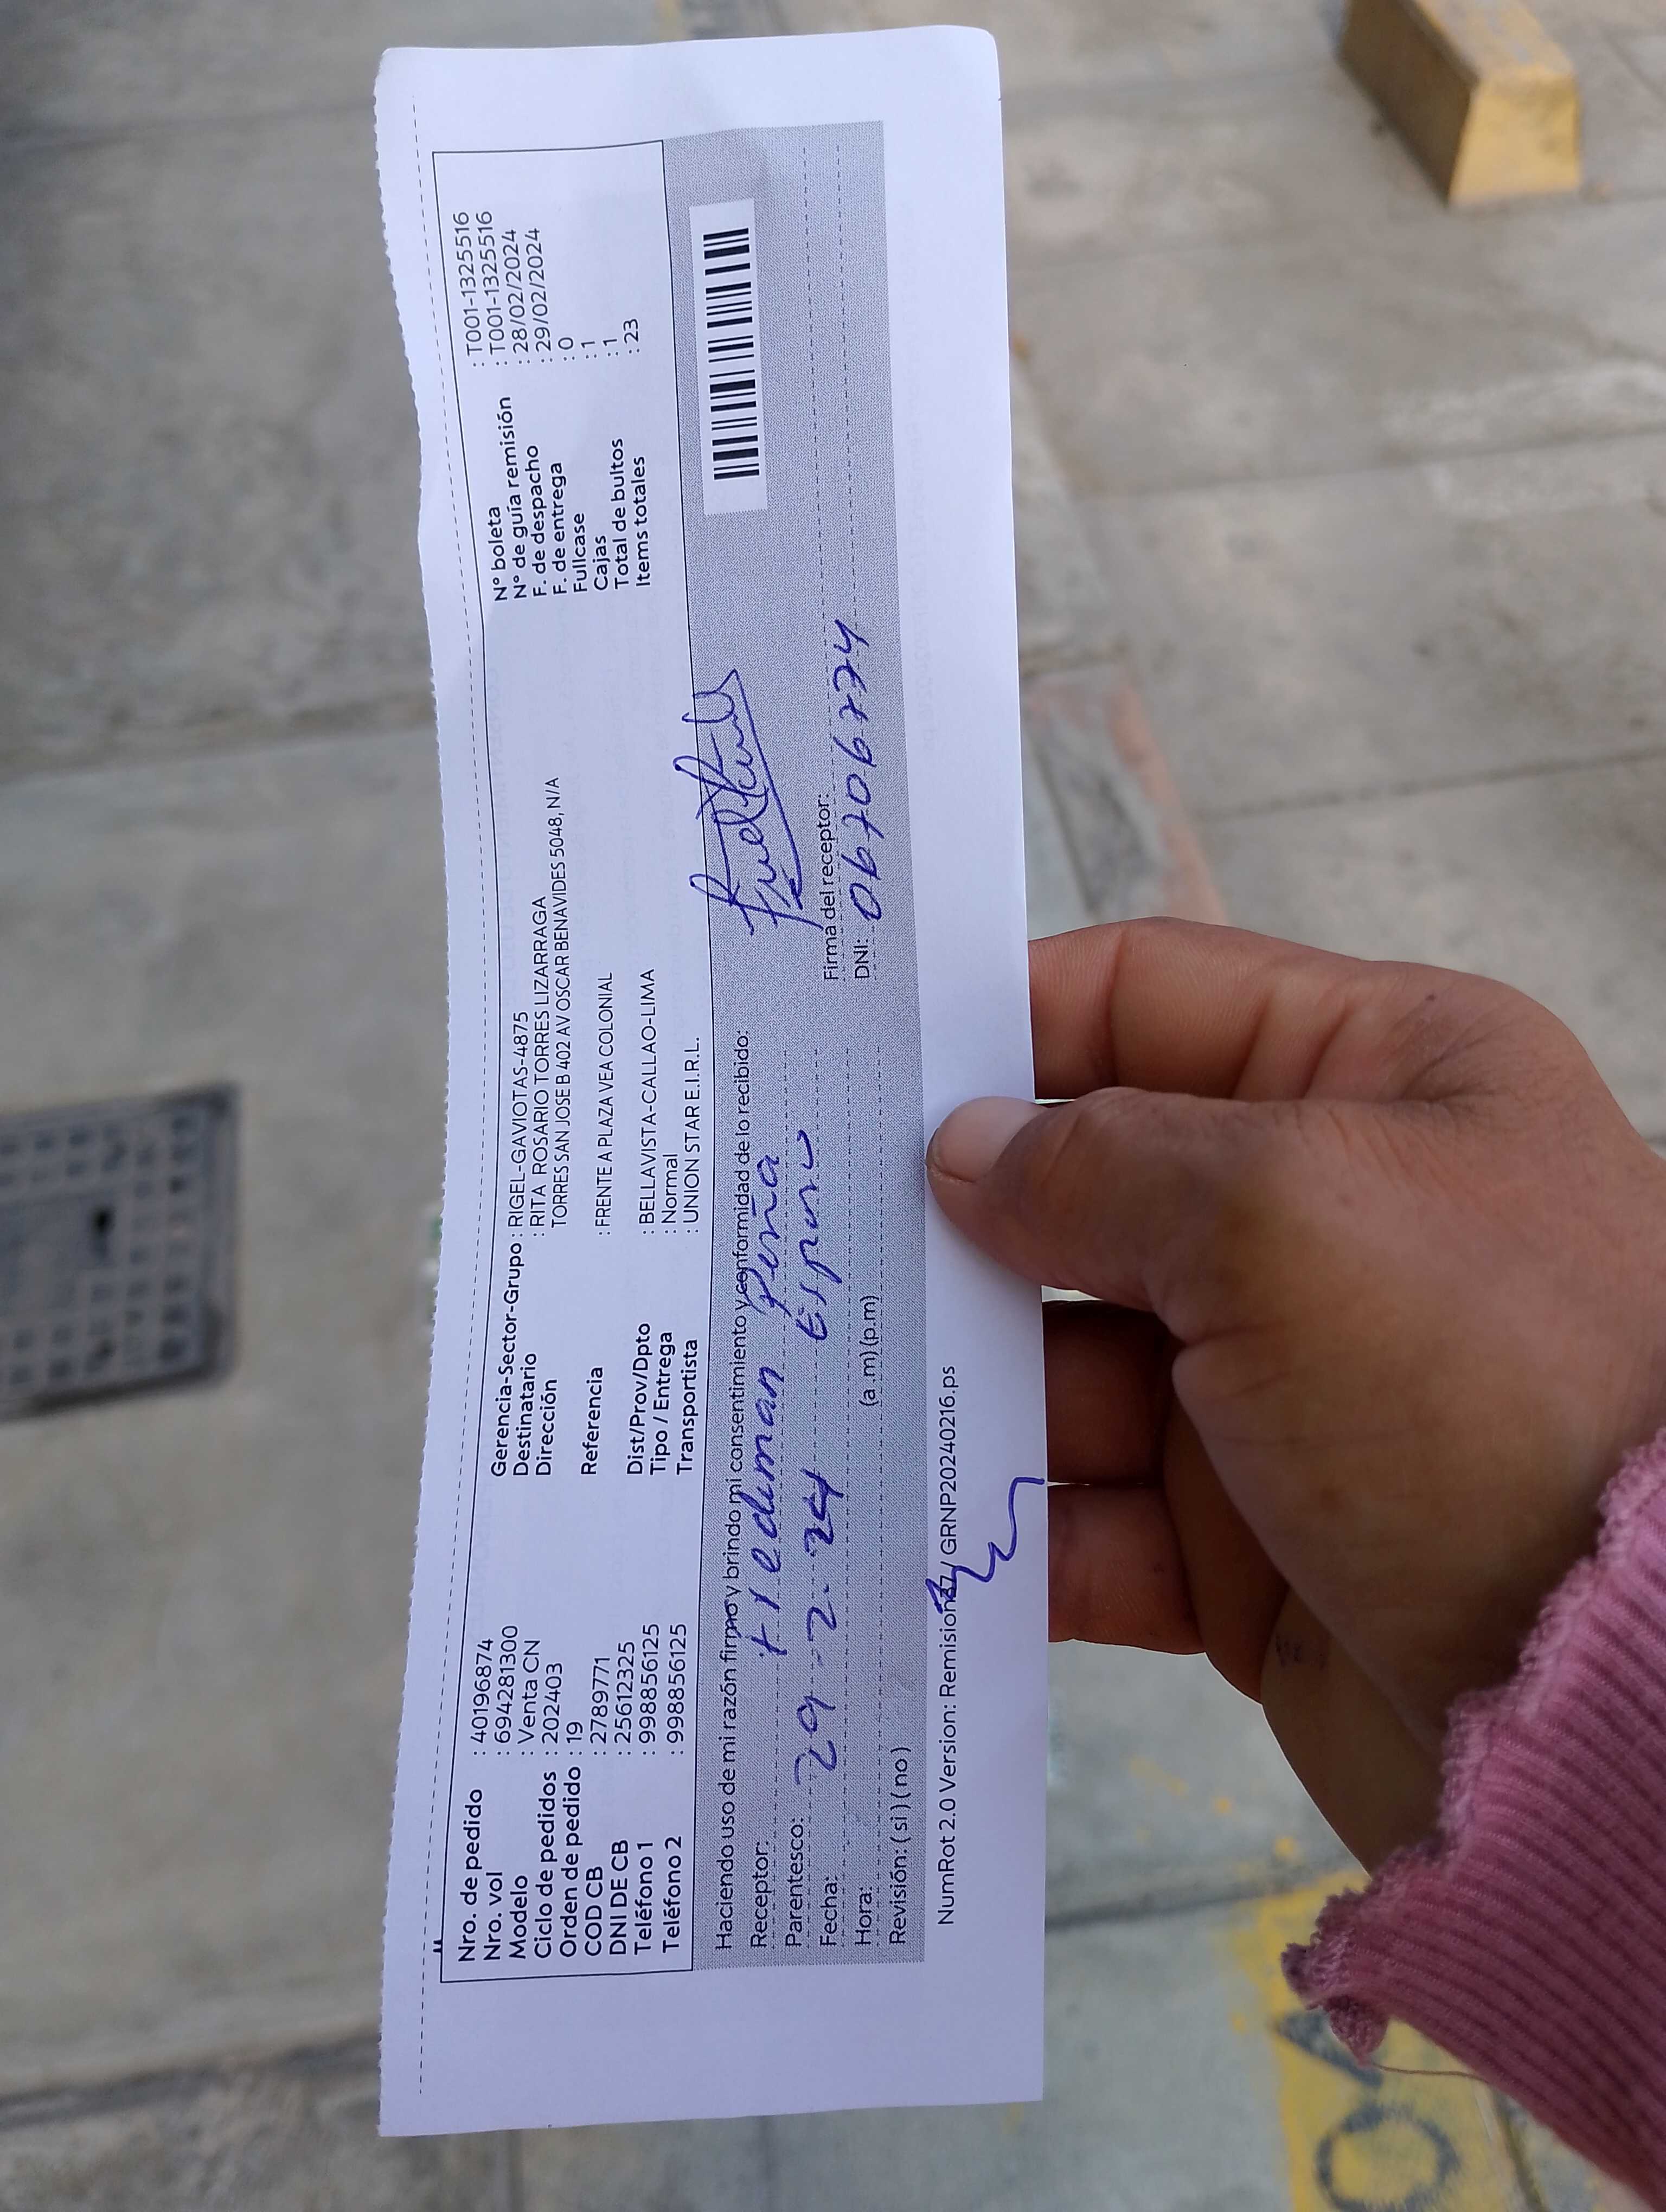 Nro. de pedido : 40196874
Nro. vol : 694281300
Modelo : Venta CN
Ciclo de pedidos : 202403
Orden de pedido : 19
COD CB : 2789771
DNI DE CB : 25612325
Teléfono 1 : 998856125
Teléfono 2 : 998856125
Gerencia-Sector-Grupo : RIGEL-GAVIOTAS-4875
Destinatario : RITA ROSARIO TORRES LIZARRAGA
Dirección TORRES SAN JOSE B 402 AV OSCAR BENAVIDES 5048, N/A
Referencia : FRENTE A PLAZA VEA COLONIAL
Dist/Prov/Dpto : BELLAVISTA-CALLAO-LIMA
Tipo / Entrega : Normal
Transportista : UNION STAR E.I.R.L.
N° boleta : T001-1325516
N° de guía remisión : T001-1325516
F. de despacho : 28/02/2024
F. de entrega : 29/02/2024
Fullcase : 0
Cajas : 1
Total de bultos : 1
Items totales : 23
Haciendo uso de mi razón firmo y brindo mi consentimiento y conformidad de lo recibido:
Receptor: Peña
Parentesco:
Fecha: 29-2-24
Hora: (a .m) (p.m)
Revisión: ( si ) ( no )
Firma del receptor:
DNI: 06706774
NumRot 2.0 Version: Remision37 / GRNP20240216.ps